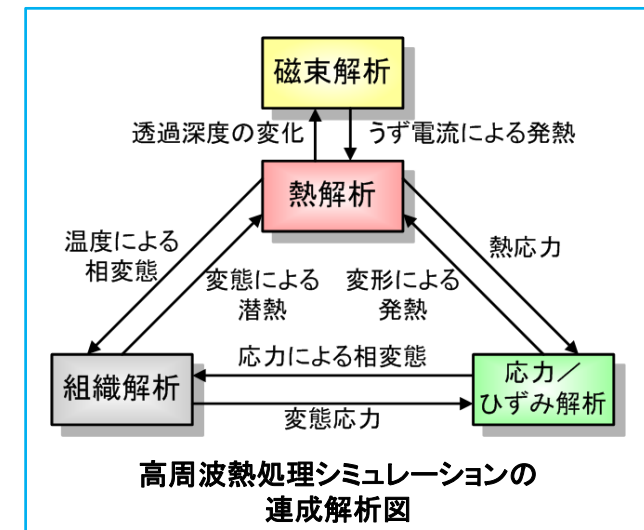 磁束解析
透過深度の変化
うず電流による発熱
熱解析
温度による
相変態
変態による
潜熱
変形による
発熱
熱応力
応力による相変態
組織解析
応力／
ひずみ解析
変態応力
高周波熱処理シミュレーションの
連成解析図